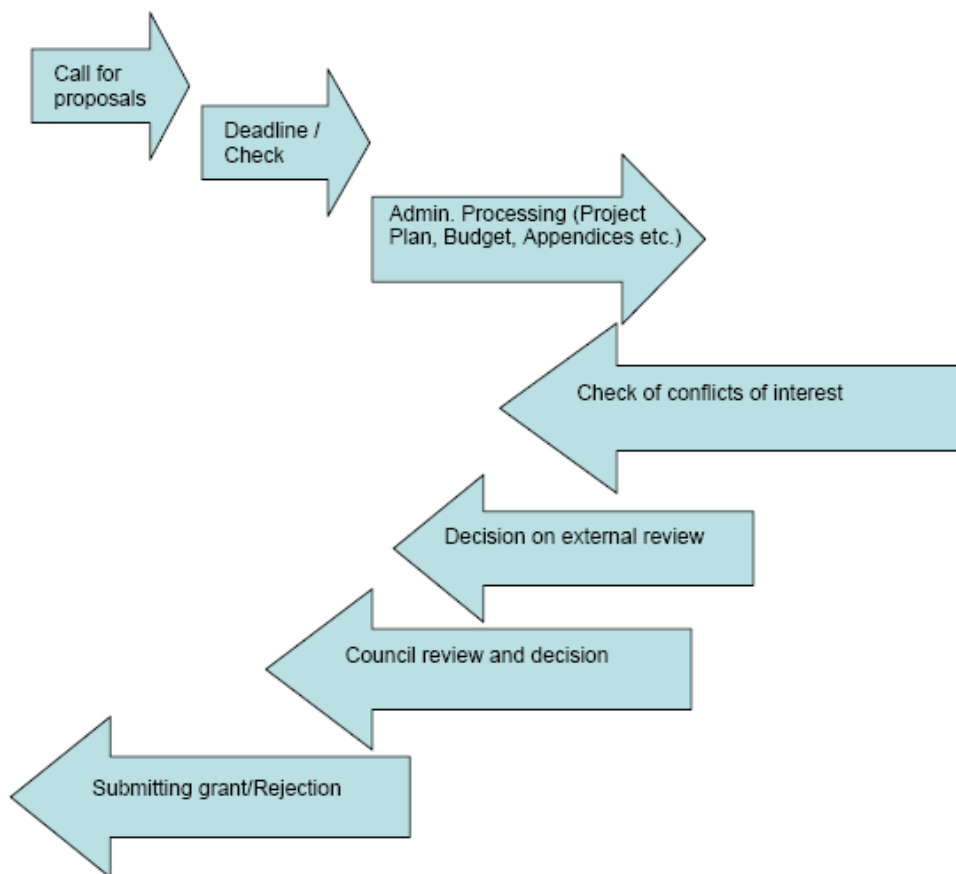 Call for
proposals
Deadline /
Check
Admin. Processing (Project
Plan, Budget, Appendices etc.)
Check of conflicts of interest
Decision on external review
Council review and decision
Submitting grant/Rejection